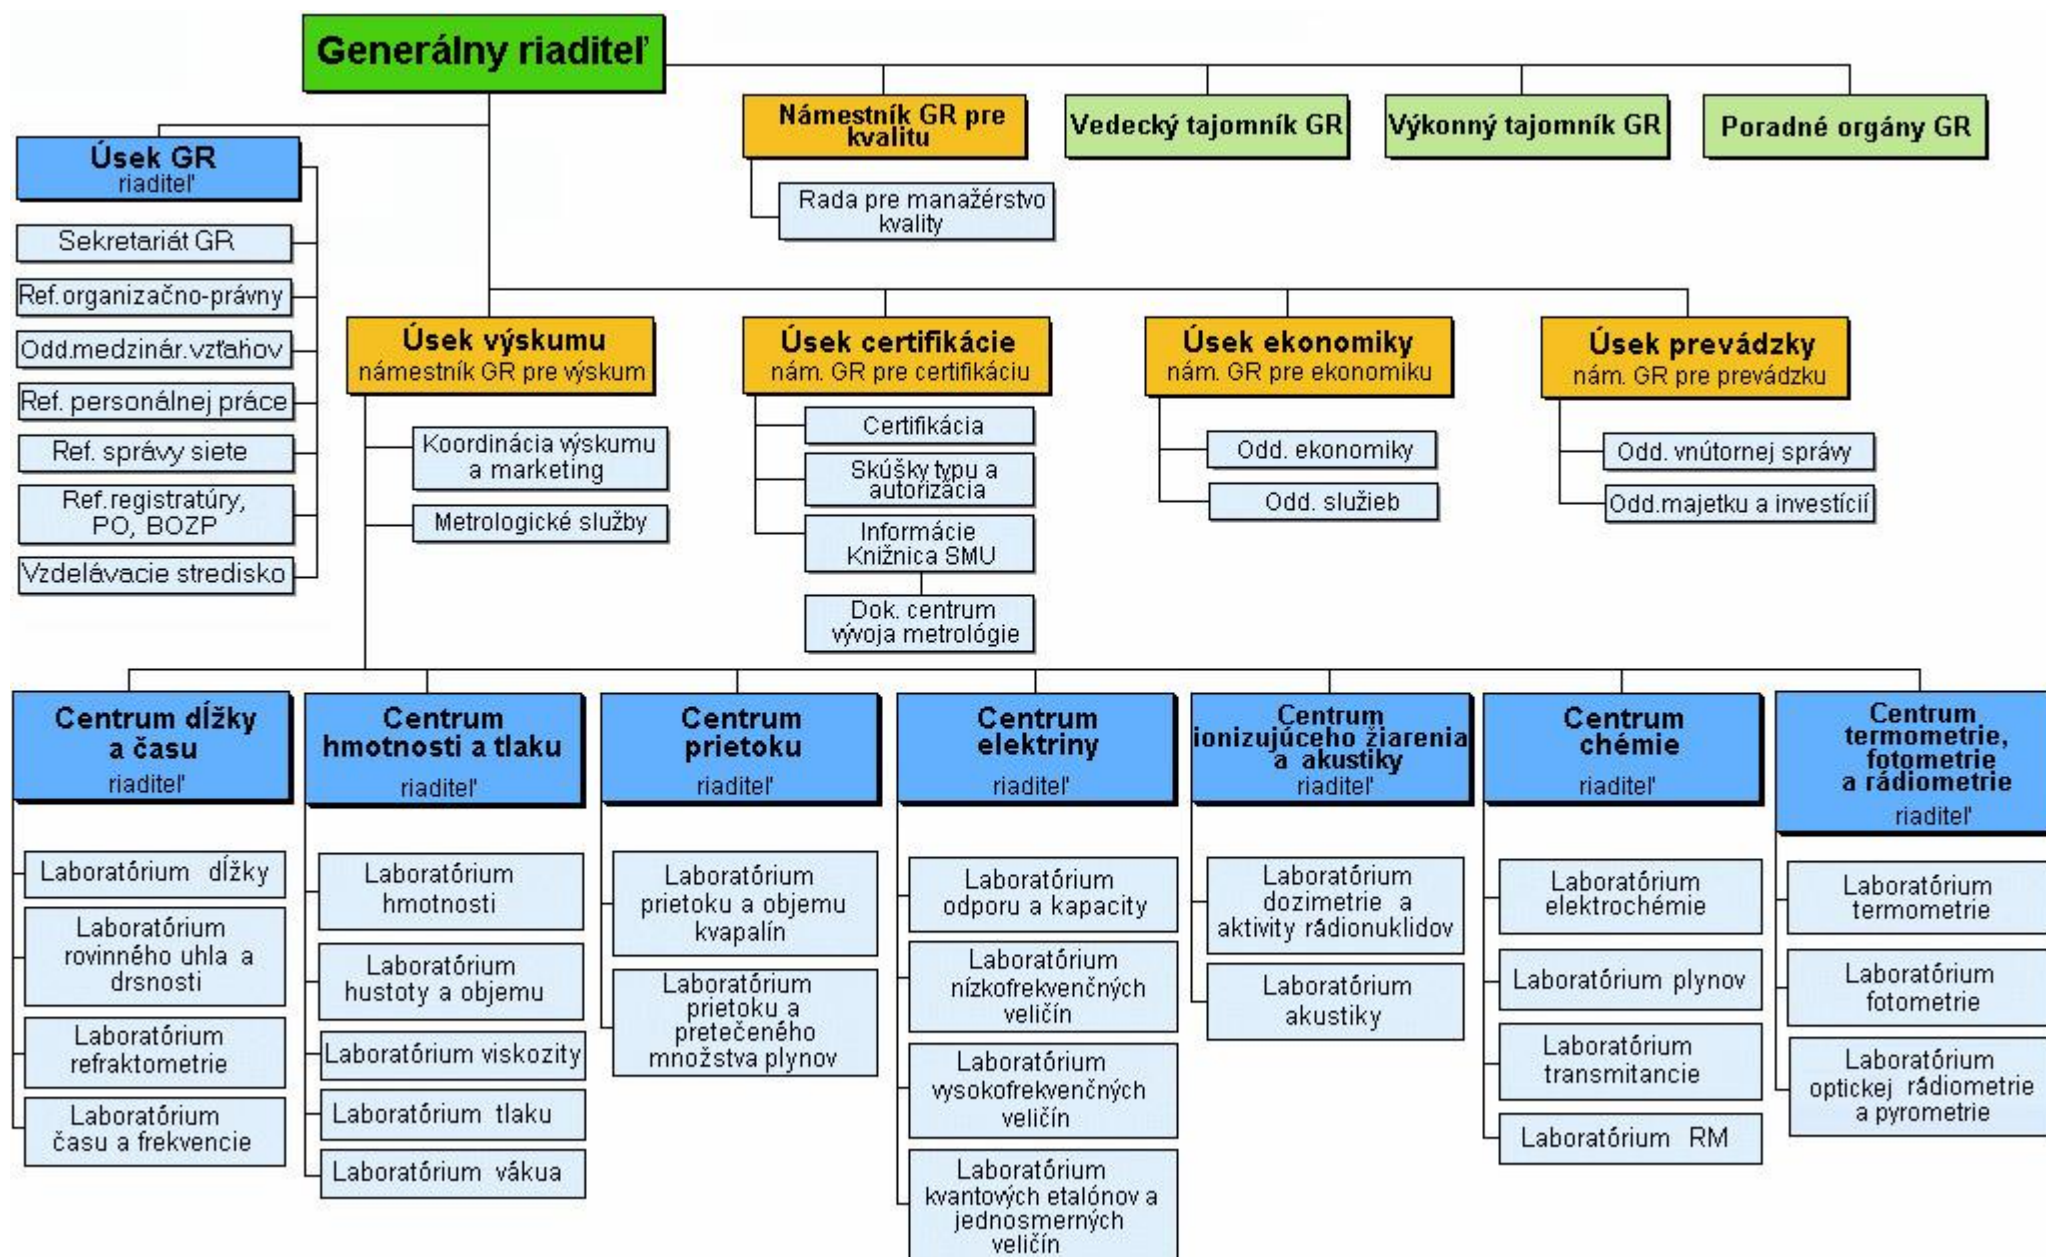 Generálny riaditeľ
Námestník GR pre
kvalitu
Vedecký tajomník GR
Výkonný tajomník GR
Poradné orgány GR
Rada pre manažérstvo
kvality
Úsek GR
riaditeľ
Sekretariát GR
Ref.organizačno-právny
Odd.medzinár.vzťahov
Ref. personálnej práce
Ref. správy siete
Ref.registratúry,
PO, BOZP
Vzdelávacie stredisko
Úsek výskumu
námestník GR pre výskum
Koordinácia výskumu
a marketing
Metrologické služby
Úsek certifikácie
nám. GR pre certifikáciu
Certifikácia
Skúšky typu a
autorizácia
Informácie
Knižnica SMU
Dok. centrum
vývoja metrológie
Úsek ekonomiky
nám. GR pre ekonomiku
Odd. ekonomiky
Odd. služieb
Úsek prevádzky
nám. GR pre prevádzku
Odd. vnútornej správy
Odd.majetku a investícií
Centrum dĺžky
a času
riaditeľ
Laboratórium dĺžky
Laboratórium
rovinného uhla a
drsnosti
Laboratórium
refraktometrie
Laboratórium
času a frekvencie
Centrum
hmotnosti a tlaku
riaditeľ
Laboratórium
hmotnosti
Laboratórium
hustoty a objemu
Laboratórium viskozity
Laboratórium tlaku
Laboratórium vákua
Centrum
prietoku
riaditeľ
Laboratórium
prietoku a objemu
kvapalín
Laboratórium
prietoku a
pretečeného
množstva plynov
Centrum
elektriny
riaditeľ
Laboratórium
odporu a kapacity
Laboratórium
nízkofrekvenčných
veličín
Laboratórium
vysokofrekvenčných
veličín
Laboratórium
kvantových etalónov a
jednosmerných
veličín
Centrum
ionizujúceho žiarenia
a akustiky
riaditeľ
Laboratórium
dozimetrie a
aktivity rádionuklidov
Laboratórium
akustiky
Centrum
chémie
riaditeľ
Laboratórium
elektrochémie
Laboratórium plynov
Laboratórium
transmitancie
Laboratórium RM
Centrum
termometrie,
fotometrie
a rádiometrie
riaditeľ
Laboratórium
termometrie
Laboratórium
fotometrie
Laboratórium
optickej rádiometrie
a pyrometrie